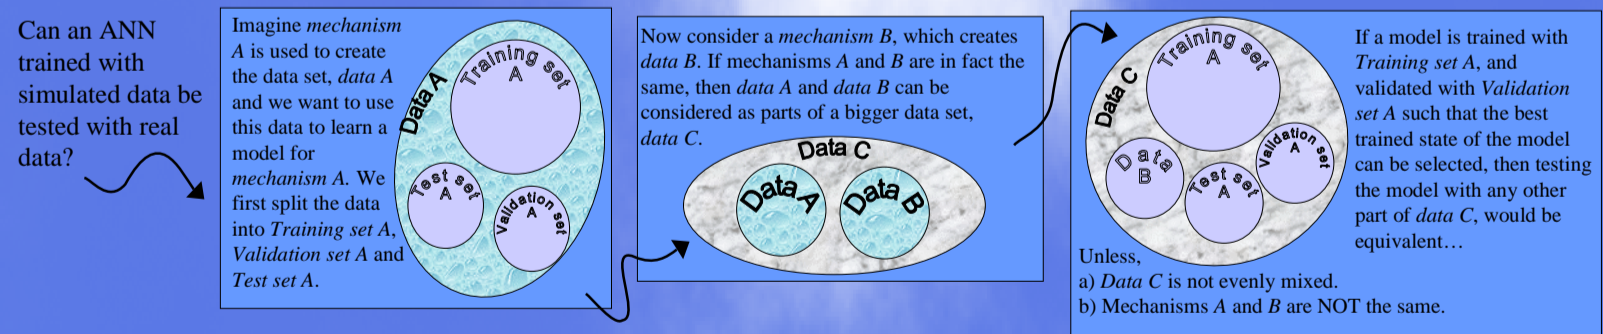 Can an ANN
trained with
simulated data be
tested with real
data?
Imagine mechanism
A is used to create
the data set, data A
and we want to use
this data to learn a
model for
mechanism A. We
first split the data
into Training set A,
Validation set A and
Test set A.
Data A
Training set
A
Test set
A
Validation set
A
Now consider a mechanism B, which creates
data B. If mechanisms A and B are in fact the
same, then data A and data B can be
considered as parts of a bigger data set,
data C.
Data C
Data A
Data B
Data C
Training set
A
Data
B
Test set
A
Validation set
A
If a model is trained with
Training set A, and
validated with Validation
set A such that the best
trained state of the model
can be selected, then testing
the model with any other
part of data C, would be
equivalent…
Unless,
a) Data C is not evenly mixed.
b) Mechanisms A and B are NOT the same.